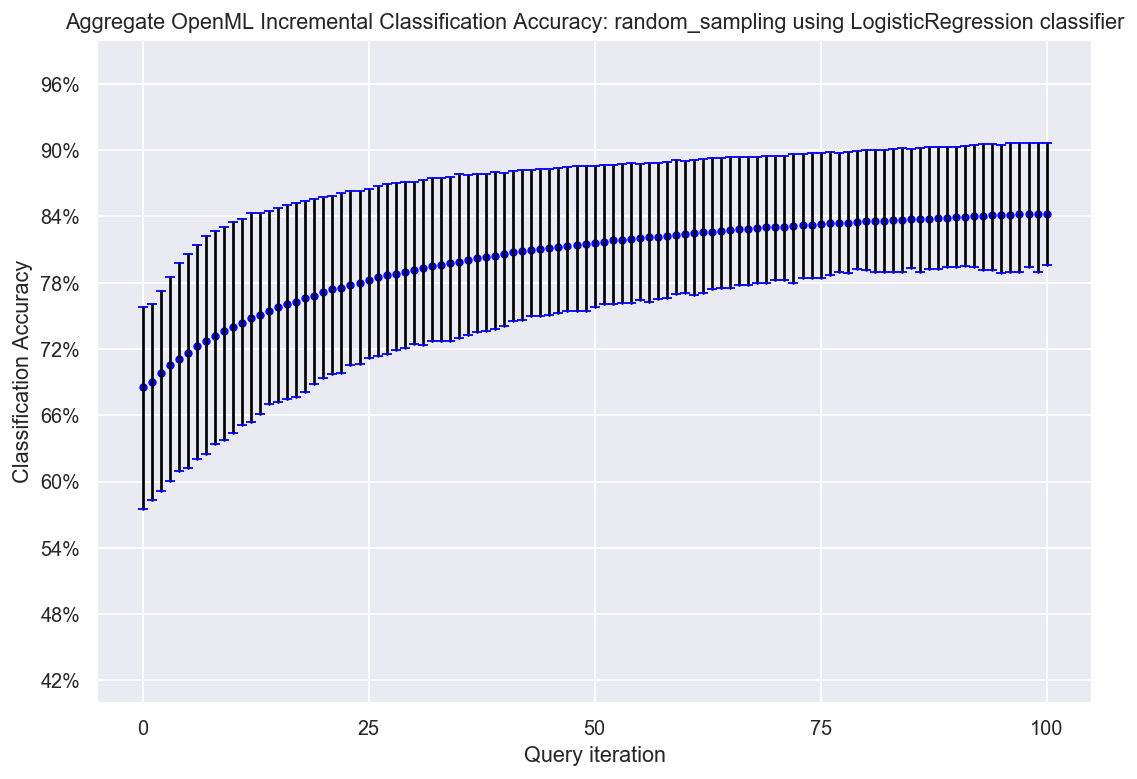 Aggregate OpenML Incremental Classification Accuracy: random_sampling using LogisticRegression classifier
96%
90%
84%
78%
72%
66%
60%
54%
48%
42%
Classification Accuracy
0 25 50 75 100
Query iteration